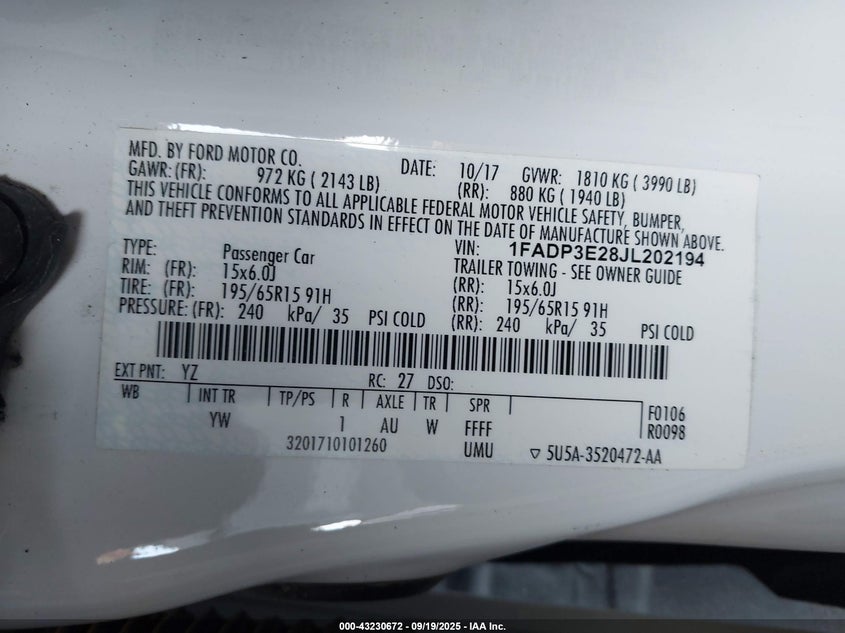 MFD. BY FORD MOTOR CO. DATE: 10/17 GVWR: 1810 KG ( 3990 LB)
GAWR: (FR): 972 KG ( 2143 LB) (RR): 880 KG ( 1940 LB)
THIS VEHICLE CONFORMS TO ALL APPLICABLE FEDERAL MOTOR VEHICLE SAFETY, BUMPER,
AND THEFT PREVENTION STANDARDS IN EFFECT ON THE DATE OF MANUFACTURE SHOWN ABOVE.
TYPE: Passenger Car VIN: 1FADP3E28JL202194
RIM: (FR): 15x6.0J TRAILER TOWING - SEE OWNER GUIDE
(RR): 15x6.0J
TIRE: (FR): 195/65R15 91H (RR): 195/65R15 91H
PRESSURE: (FR): 240 kPa/ 35 PSI COLD (RR): 240 kPa/ 35 PSI COLD
EXT PNT: YZ RC: 27 DSO:
WB INT TR TP/PS R AXLE TR SPR F0106
YW 1 AU W FFFF R0098
3201710101260 UMU ▽ 5U5A-3520472-AA
000-43230672 - 09/19/2025 - IAA Inc.